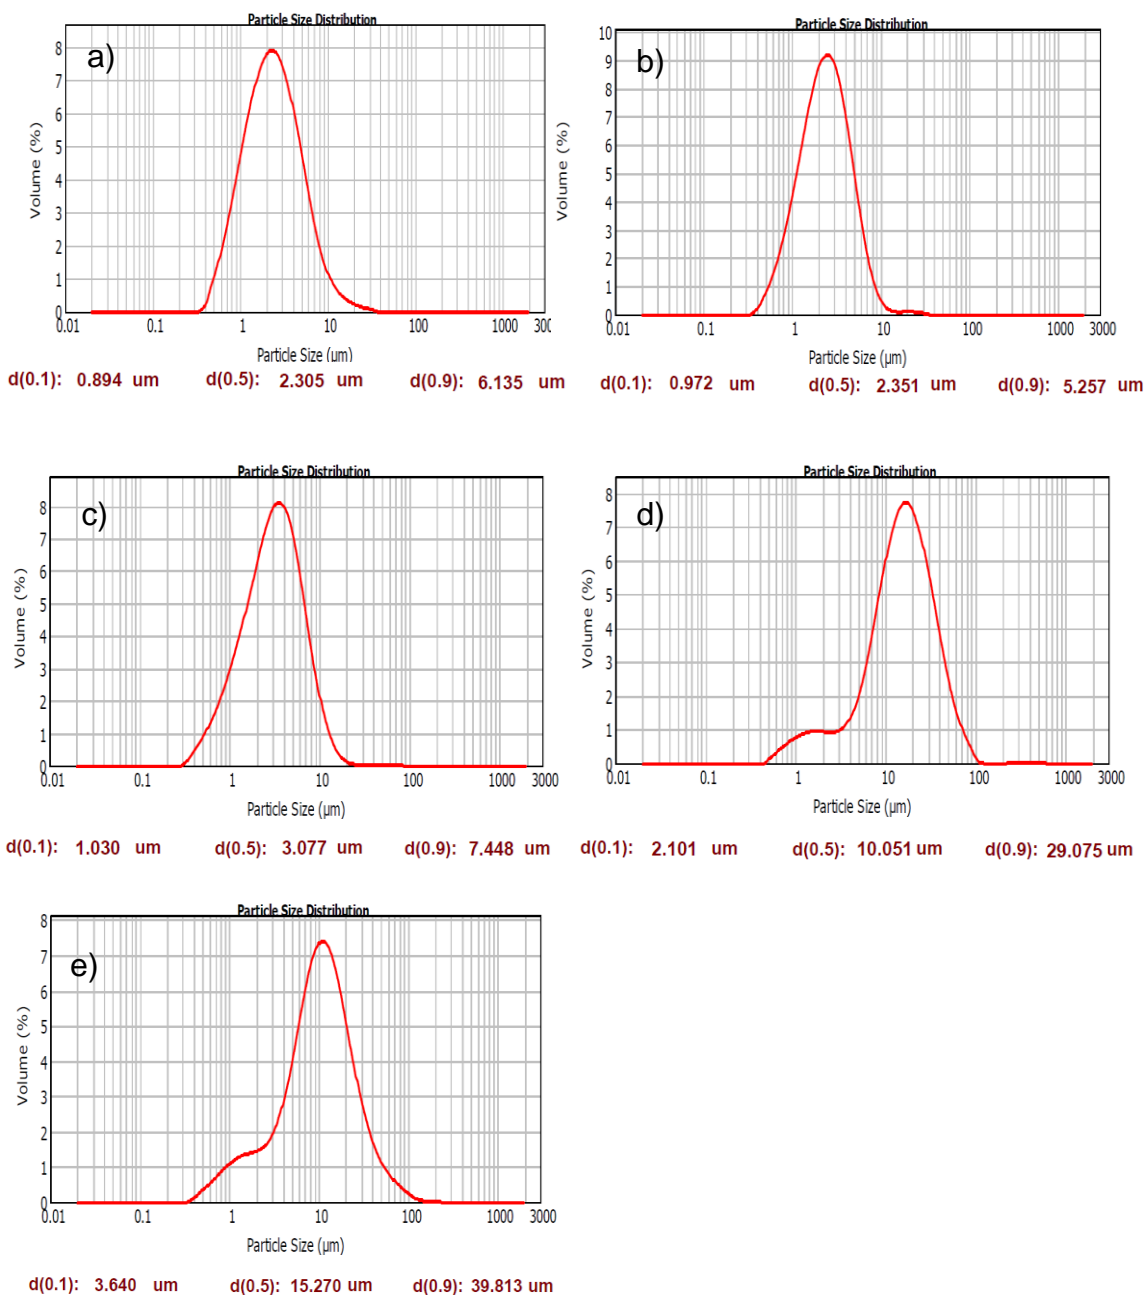 Particle Size Distribution
a)
Volume (%)
8
7
6
5
4
3
2
1
0
0.01 0.1 1 10 100 1000 300
Particle Size (µm)
d(0.1): 0.894 um d(0.5): 2.305 um d(0.9): 6.135 um
Particle Size Distribution
b)
Volume (%)
10
9
8
7
6
5
4
3
2
1
0
0.01 0.1 1 10 100 1000 3000
Particle Size (µm)
d(0.1): 0.972 um d(0.5): 2.351 um d(0.9): 5.257 um
Particle Size Distribution
c)
Volume (%)
8
7
6
5
4
3
2
1
0
0.01 0.1 1 10 100 1000 3000
Particle Size (µm)
d(0.1): 1.030 um d(0.5): 3.077 um d(0.9): 7.448 um
Particle Size Distribution
d)
Volume (%)
8
7
6
5
4
3
2
1
0
0.01 0.1 1 10 100 1000 3000
Particle Size (µm)
d(0.1): 2.101 um d(0.5): 10.051 um d(0.9): 29.075 um
Particle Size Distribution
e)
Volume (%)
8
7
6
5
4
3
2
1
0
0.01 0.1 1 10 100 1000 3000
Particle Size (µm)
d(0.1): 3.640 um d(0.5): 15.270 um d(0.9): 39.813 um